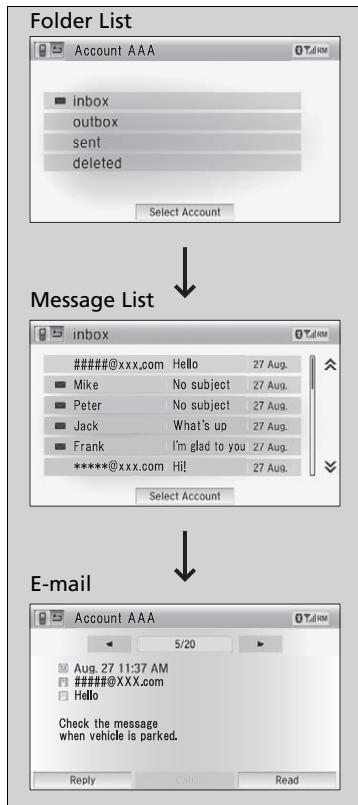 Folder List
Account AAA RM
inbox
outbox
sent
deleted
Select Account
Message List
inbox RM
#####@xxx.com Hello 27 Aug.
Mike No subject 27 Aug.
Peter No subject 27 Aug.
Jack What's up 27 Aug.
Frank I'm glad to you 27 Aug.
*****@xxx.com Hi! 27 Aug.
Select Account
E-mail
Account AAA RM
5/20
Aug. 27 11:37 AM
#####@XXX.com
Hello
Check the message
when vehicle is parked.
Reply Call Read